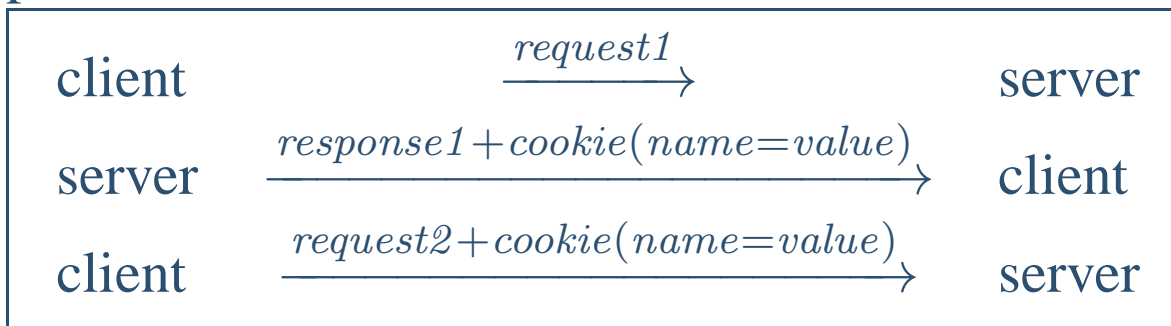 client request1 server
server response1+cookie(name=value) client
client request2+cookie(name=value) server